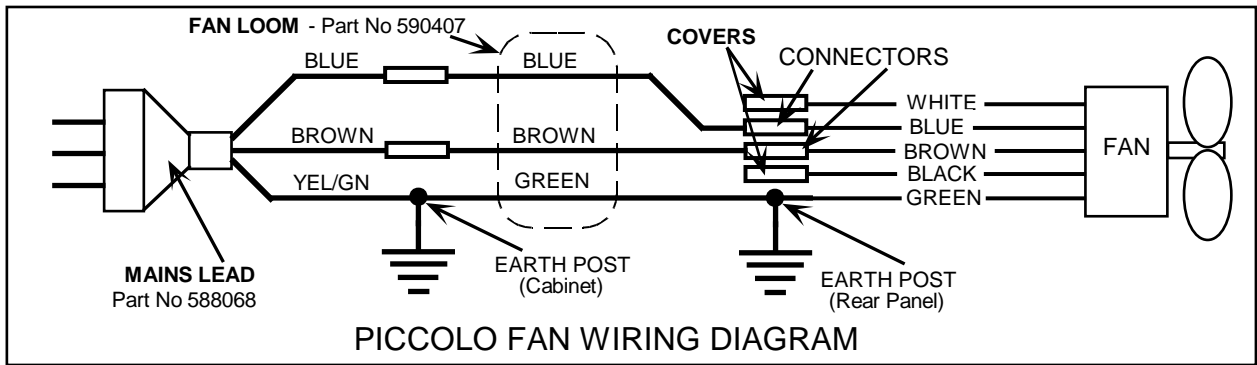 FAN LOOM - Part No 590407
COVERS
CONNECTORS
BLUE
BLUE
WHITE
BLUE
BROWN
BROWN
BROWN
FAN
BLACK
YEL/GN
GREEN
GREEN
MAINS LEAD
Part No 588068
EARTH POST
(Cabinet)
EARTH POST
(Rear Panel)
PICCOLO FAN WIRING DIAGRAM